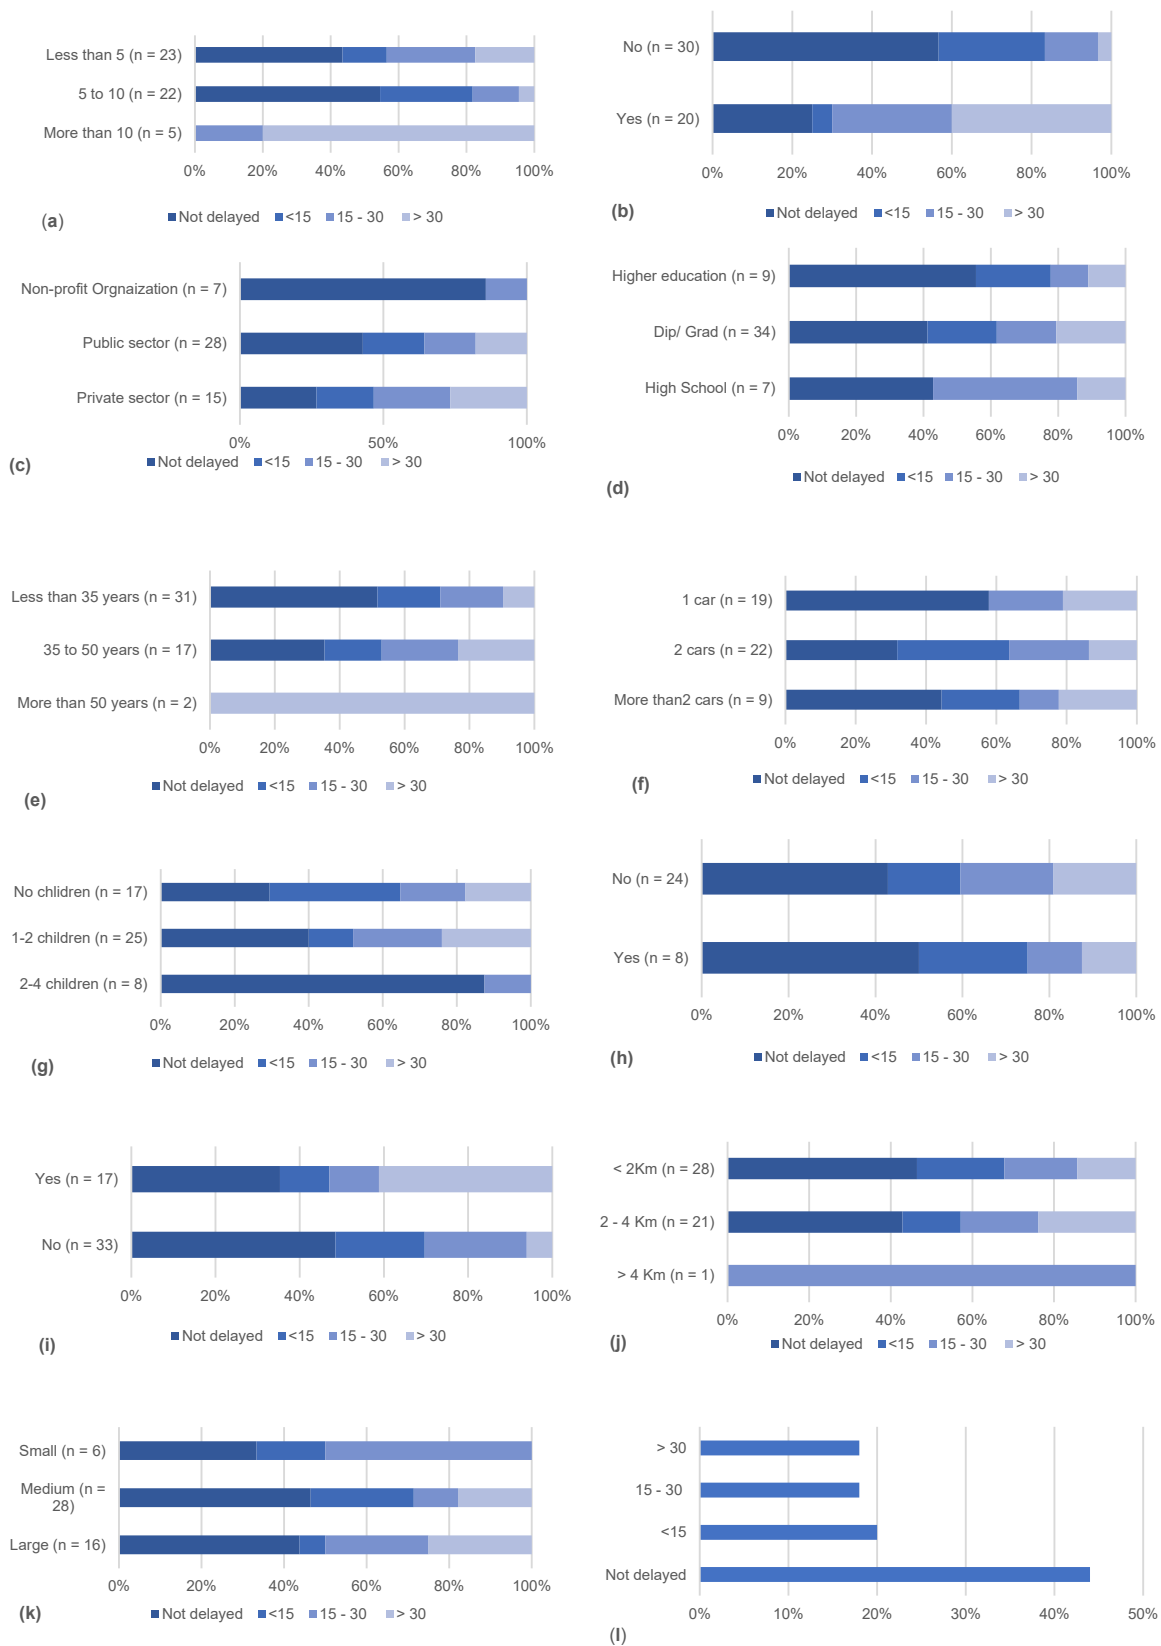 Less than 5 (n = 23)
5 to 10 (n = 22)
More than 10 (n = 5)
0% 20% 40% 60% 80% 100%
Not delayed <15 15 - 30 > 30
(a)
No (n = 30)
Yes (n = 20)
0% 20% 40% 60% 80% 100%
Not delayed <15 15 - 30 > 30
(b)
Non-profit Orgnaization (n = 7)
Public sector (n = 28)
Private sector (n = 15)
0% 50% 100%
Not delayed <15 15 - 30 > 30
(c)
Higher education (n = 9)
Dip/ Grad (n = 34)
High School (n = 7)
0% 20% 40% 60% 80% 100%
Not delayed <15 15 - 30 > 30
(d)
Less than 35 years (n = 31)
35 to 50 years (n = 17)
More than 50 years (n = 2)
0% 20% 40% 60% 80% 100%
Not delayed <15 15 - 30 > 30
(e)
1 car (n = 19)
2 cars (n = 22)
More than2 cars (n = 9)
0% 20% 40% 60% 80% 100%
Not delayed <15 15 - 30 > 30
(f)
No chlidren (n = 17)
1-2 children (n = 25)
2-4 children (n = 8)
0% 20% 40% 60% 80% 100%
Not delayed <15 15 - 30 > 30
(g)
No (n = 24)
Yes (n = 8)
0% 20% 40% 60% 80% 100%
Not delayed <15 15 - 30 > 30
(h)
Yes (n = 17)
No (n = 33)
0% 20% 40% 60% 80% 100%
Not delayed <15 15 - 30 > 30
(i)
< 2Km (n = 28)
2 - 4 Km (n = 21)
> 4 Km (n = 1)
0% 20% 40% 60% 80% 100%
Not delayed <15 15 - 30 > 30
(j)
Small (n = 6)
Medium (n =
28)
Large (n = 16)
0% 20% 40% 60% 80% 100%
Not delayed <15 15 - 30 > 30
(k)
> 30
15 - 30
<15
Not delayed
0% 10% 20% 30% 40% 50%
(l)